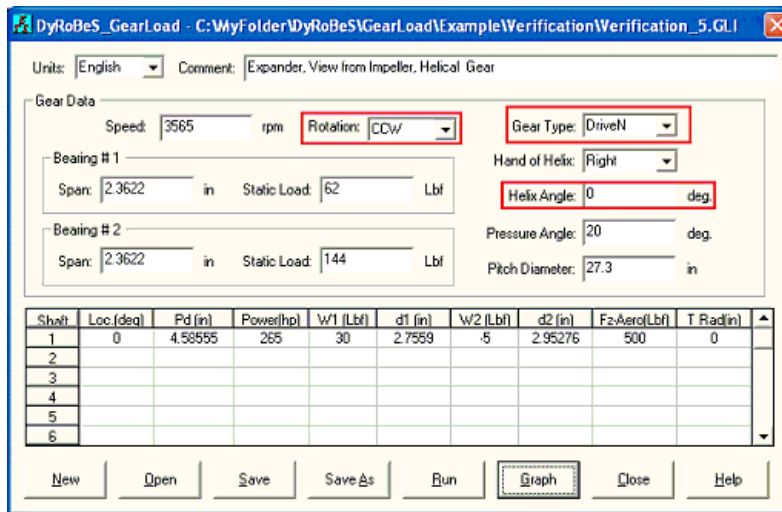 DyRoBeS_GearLoad - C:\MyFolder\DyRoBeS\GearLoad\Example\Verification\Verification_5.GLI
Units: English Comment: Expander, View from Impeller, Helical Gear
Gear Data
Speed: 3565 rpm Rotation: CCW Gear Type: DriveN
Bearing # 1 Hand of Helix: Right
Span: 2.3622 in Static Load: 62 Lbf Helix Angle: 0 deg.
Bearing # 2 Pressure Angle: 20 deg.
Span: 2.3622 in Static Load: 144 Lbf Pitch Diameter: 27.3 in
Shaft Loc.(deg) Pd (in) Power(hp) W1 (Lbf) d1 (in) W2 (Lbf) d2 (in) Fz-Aero(Lbf) T Rad(in)
1 0 4.58555 265 30 2.7559 -5 2.95276 500 0
2
3
4
5
6
New Open Save Save As Run Graph Close Help